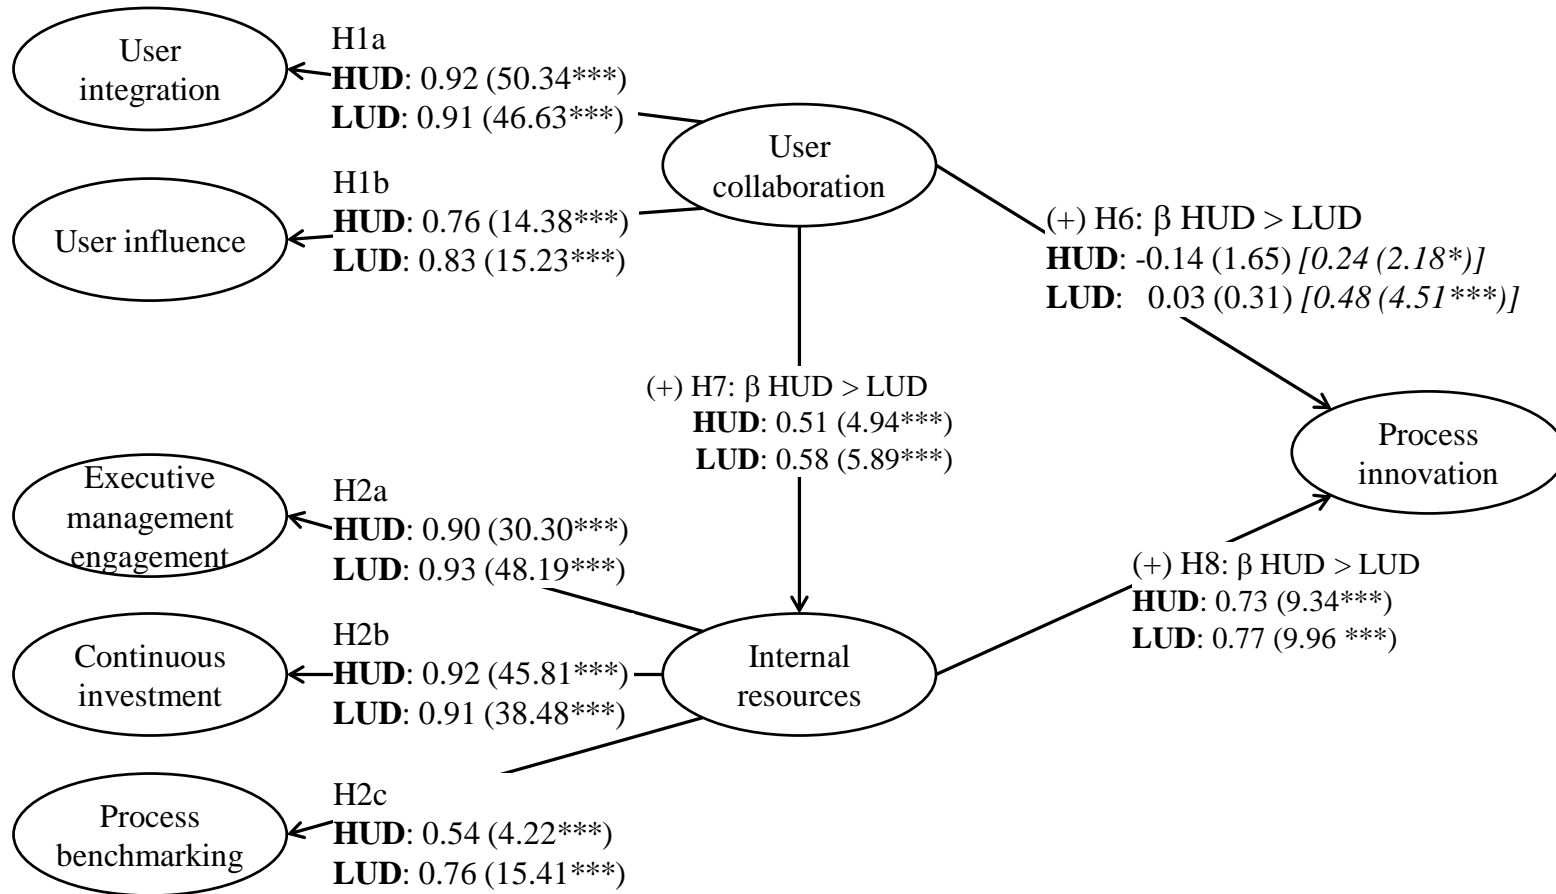 User
integration
H1a
HUD: 0.92 (50.34***)
LUD: 0.91 (46.63***)
User
collaboration
User influence
H1b
HUD: 0.76 (14.38***)
LUD: 0.83 (15.23***)
(+) H6: β HUD > LUD
HUD: -0.14 (1.65) [0.24 (2.18*)]
LUD: 0.03 (0.31) [0.48 (4.51***)]
(+) H7: β HUD > LUD
HUD: 0.51 (4.94***)
LUD: 0.58 (5.89***)
Process
innovation
Executive
management
engagement
H2a
HUD: 0.90 (30.30***)
LUD: 0.93 (48.19***)
(+) H8: β HUD > LUD
HUD: 0.73 (9.34***)
LUD: 0.77 (9.96 ***)
Continuous
investment
H2b
HUD: 0.92 (45.81***)
LUD: 0.91 (38.48***)
Internal
resources
Process
benchmarking
H2c
HUD: 0.54 (4.22***)
LUD: 0.76 (15.41***)